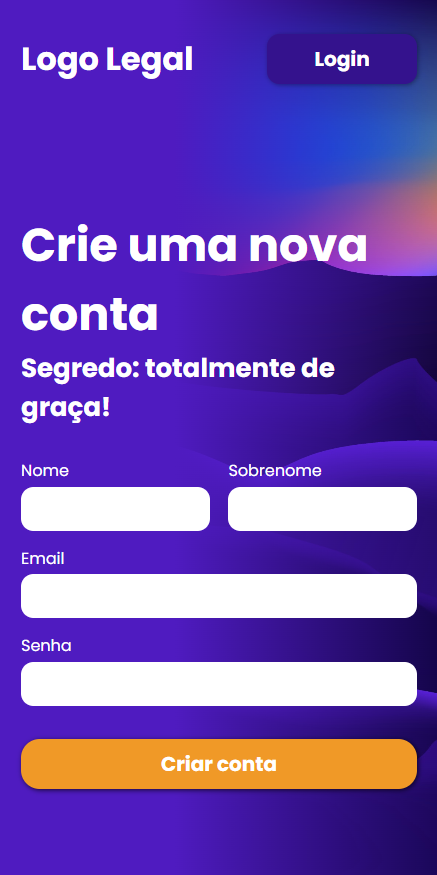 Logo Legal
Login
Crie uma nova
conta
Segredo: totalmente de
graça!
Nome
Sobrenome
Email
Senha
Criar conta